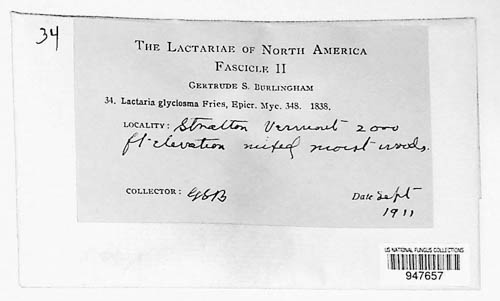 34
THE LACTARIAE OF NORTH AMERICA
FASCICLE II
GERTRUDE S. BURLINGHAM
34. Lactaria glyciosma Fries, Epicr. Myc. 348. 1838.
LOCALITY: Stratton Vermont 2000
ft elevation mixed moist woods.
COLLECTOR: GSB
Date Sept
1911
US NATIONAL FUNGUS COLLECTIONS
947657